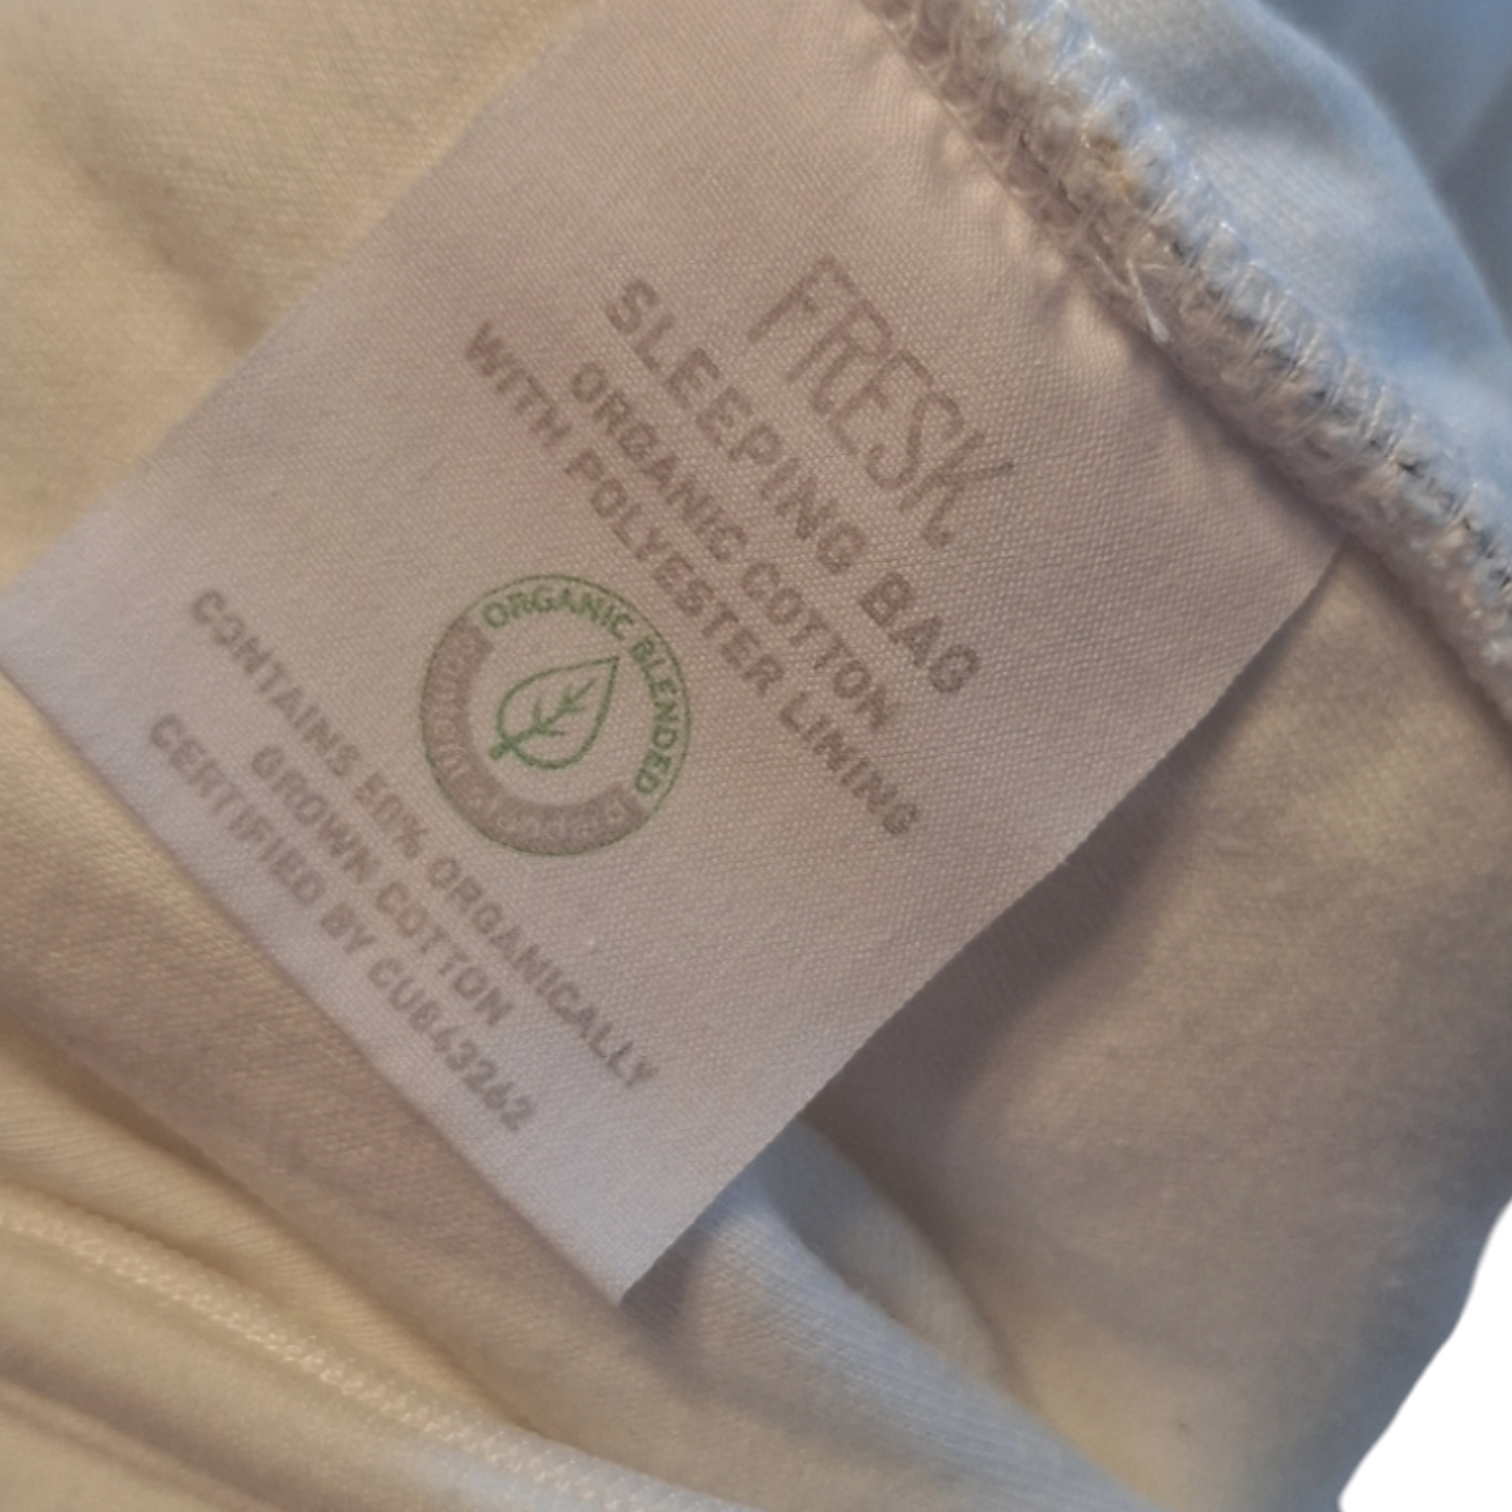 FRESK
SLEEPING BAG
ORGANIC COTTON
WITH POLYESTER LINING
ORGANIC BLENDED
CONTAINS 50% ORGANICALLY
GROWN COTTON
CERTIFIED BY CU843262